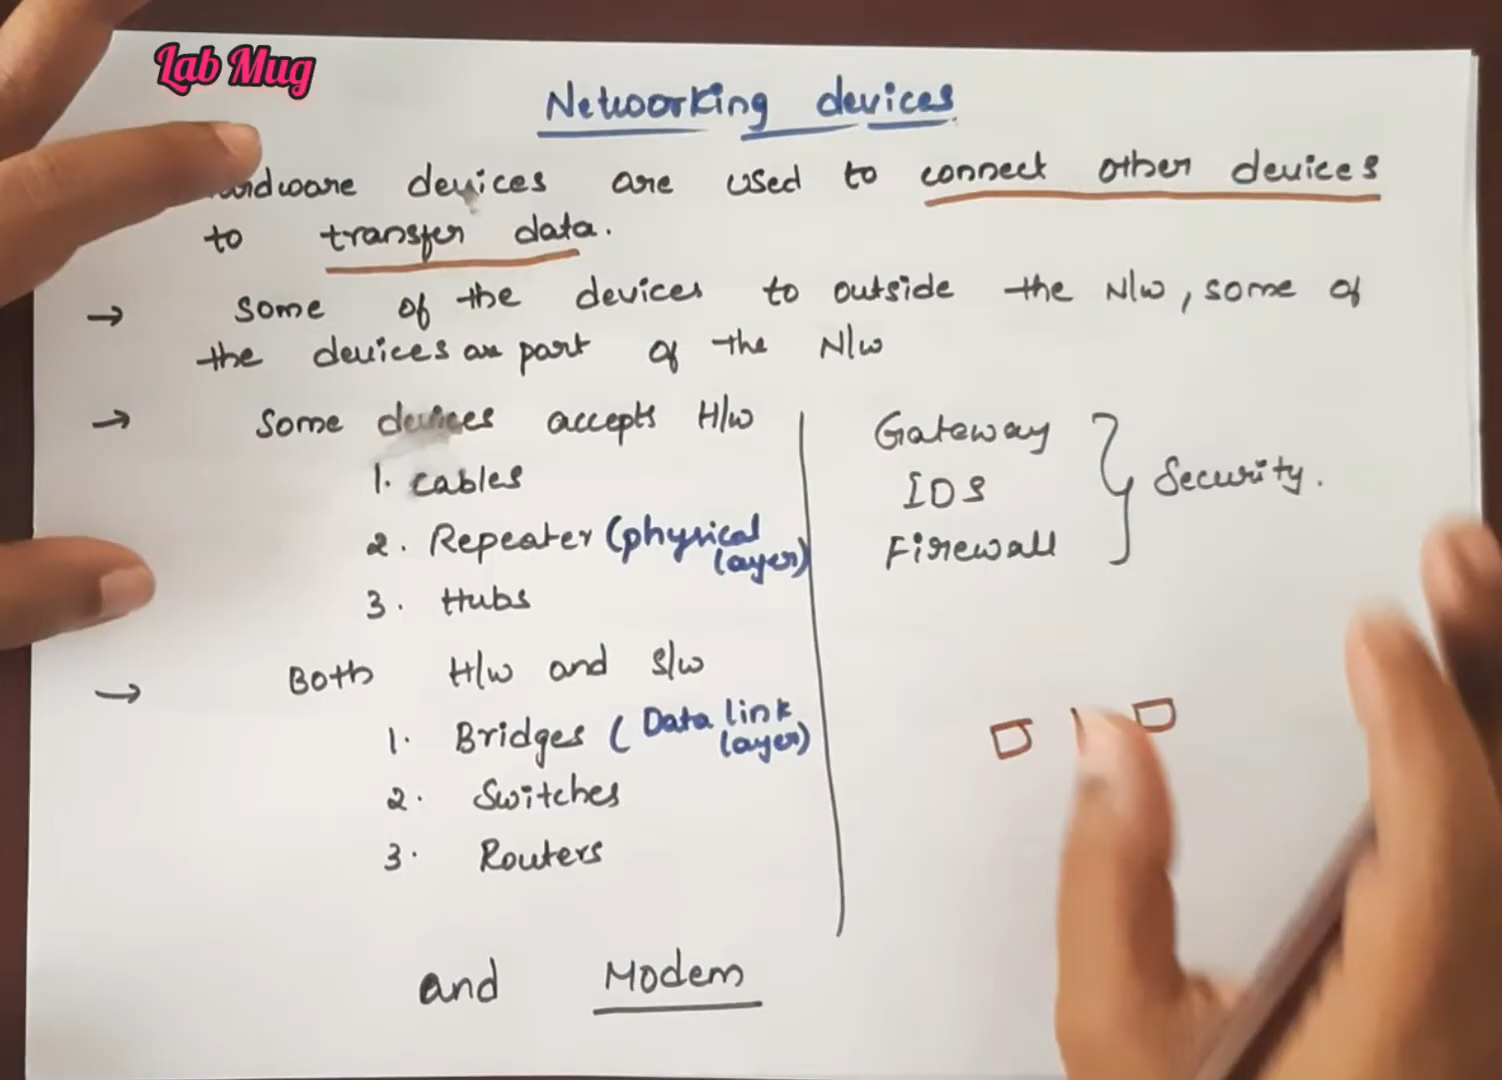 Lab Mug
Networking devices
Hardware devices are used to connect other devices
to transfer data.
→ Some of the devices to outside the N/w, some of
the devices are part of the N/w
→ Some devices accepts H/w
1. cables
2. Repeater (physical layer)
3. Hubs
→ Both H/w and S/w
1. Bridges (Data link layer)
2. Switches
3. Routers
Gateway
IDS
Firewall
Security.
and Modem